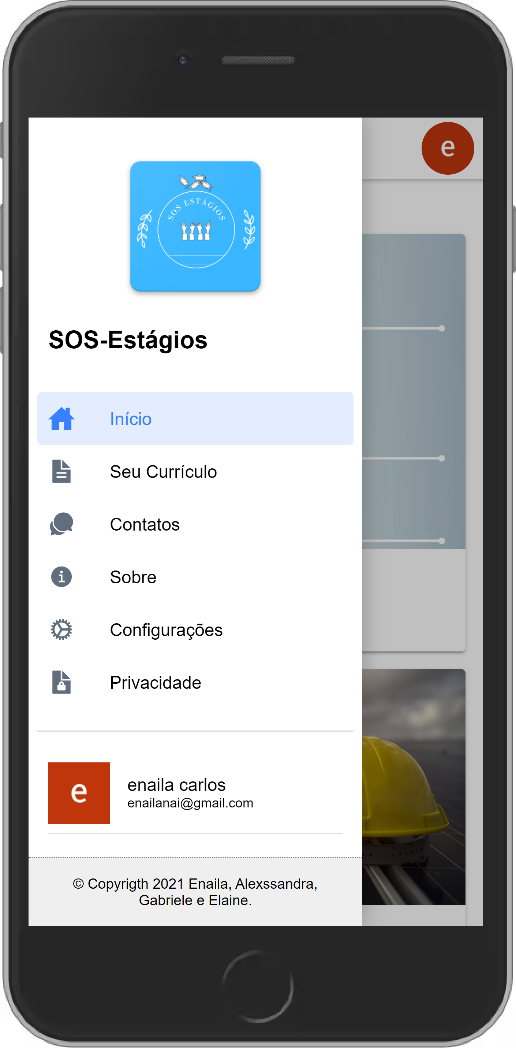 e
SOS ESTÁGIOS
SOS-Estágios
Início
Seu Currículo
Contatos
Sobre
Configurações
Privacidade
e
enaila carlos
enailanai@gmail.com
© Copyrigth 2021 Enaila, Alexssandra,
Gabriele e Elaine.